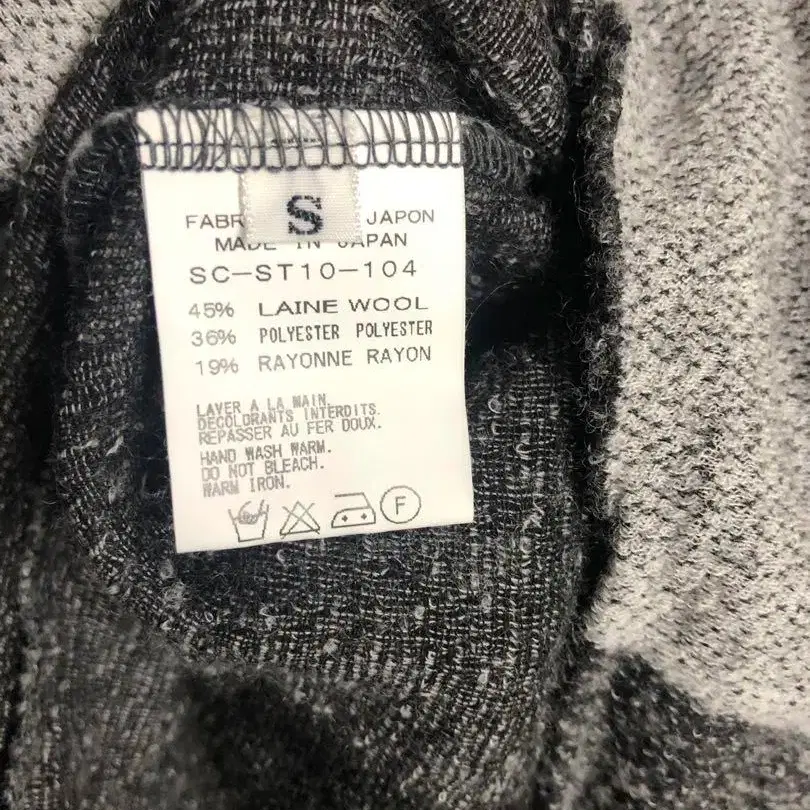 S
FABR JAPON
MADE IN JAPAN
SC-ST10-104
45% LAINE WOOL
36% POLYESTER POLYESTER
19% RAYONNE RAYON
LAVER A LA MAIN.
DECOLORANTS INTERDITS.
REPASSER AU FER DOUX.
HAND WASH WARM.
DO NOT BLEACH.
WARM IRON.
F